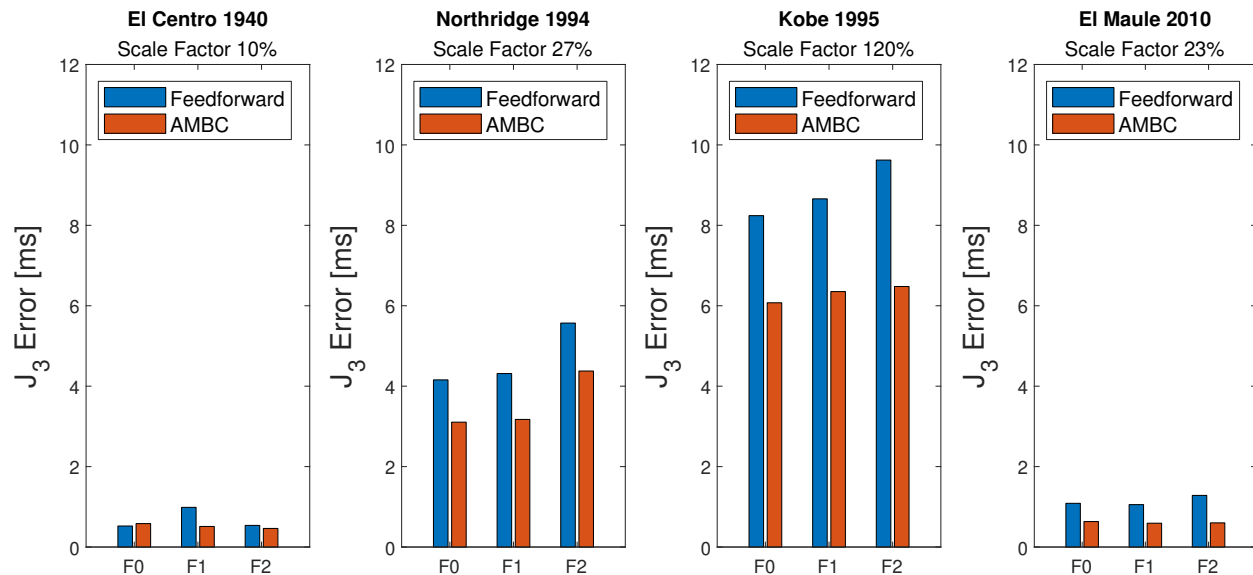 El Centro 1940
Scale Factor 10%
J3 Error [ms]
12
10
8
6
4
2
0
Feedforward
AMBC
F0 F1 F2
Northridge 1994
Scale Factor 27%
J3 Error [ms]
12
10
8
6
4
2
0
Feedforward
AMBC
F0 F1 F2
Kobe 1995
Scale Factor 120%
J3 Error [ms]
12
10
8
6
4
2
0
Feedforward
AMBC
F0 F1 F2
El Maule 2010
Scale Factor 23%
J3 Error [ms]
12
10
8
6
4
2
0
Feedforward
AMBC
F0 F1 F2